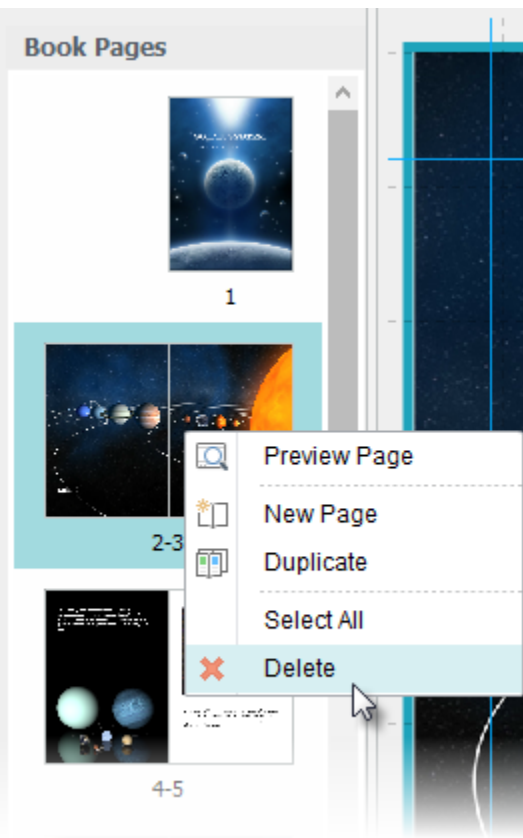 Book Pages
1
2-3
Preview Page
New Page
Duplicate
Select All
Delete
4-5